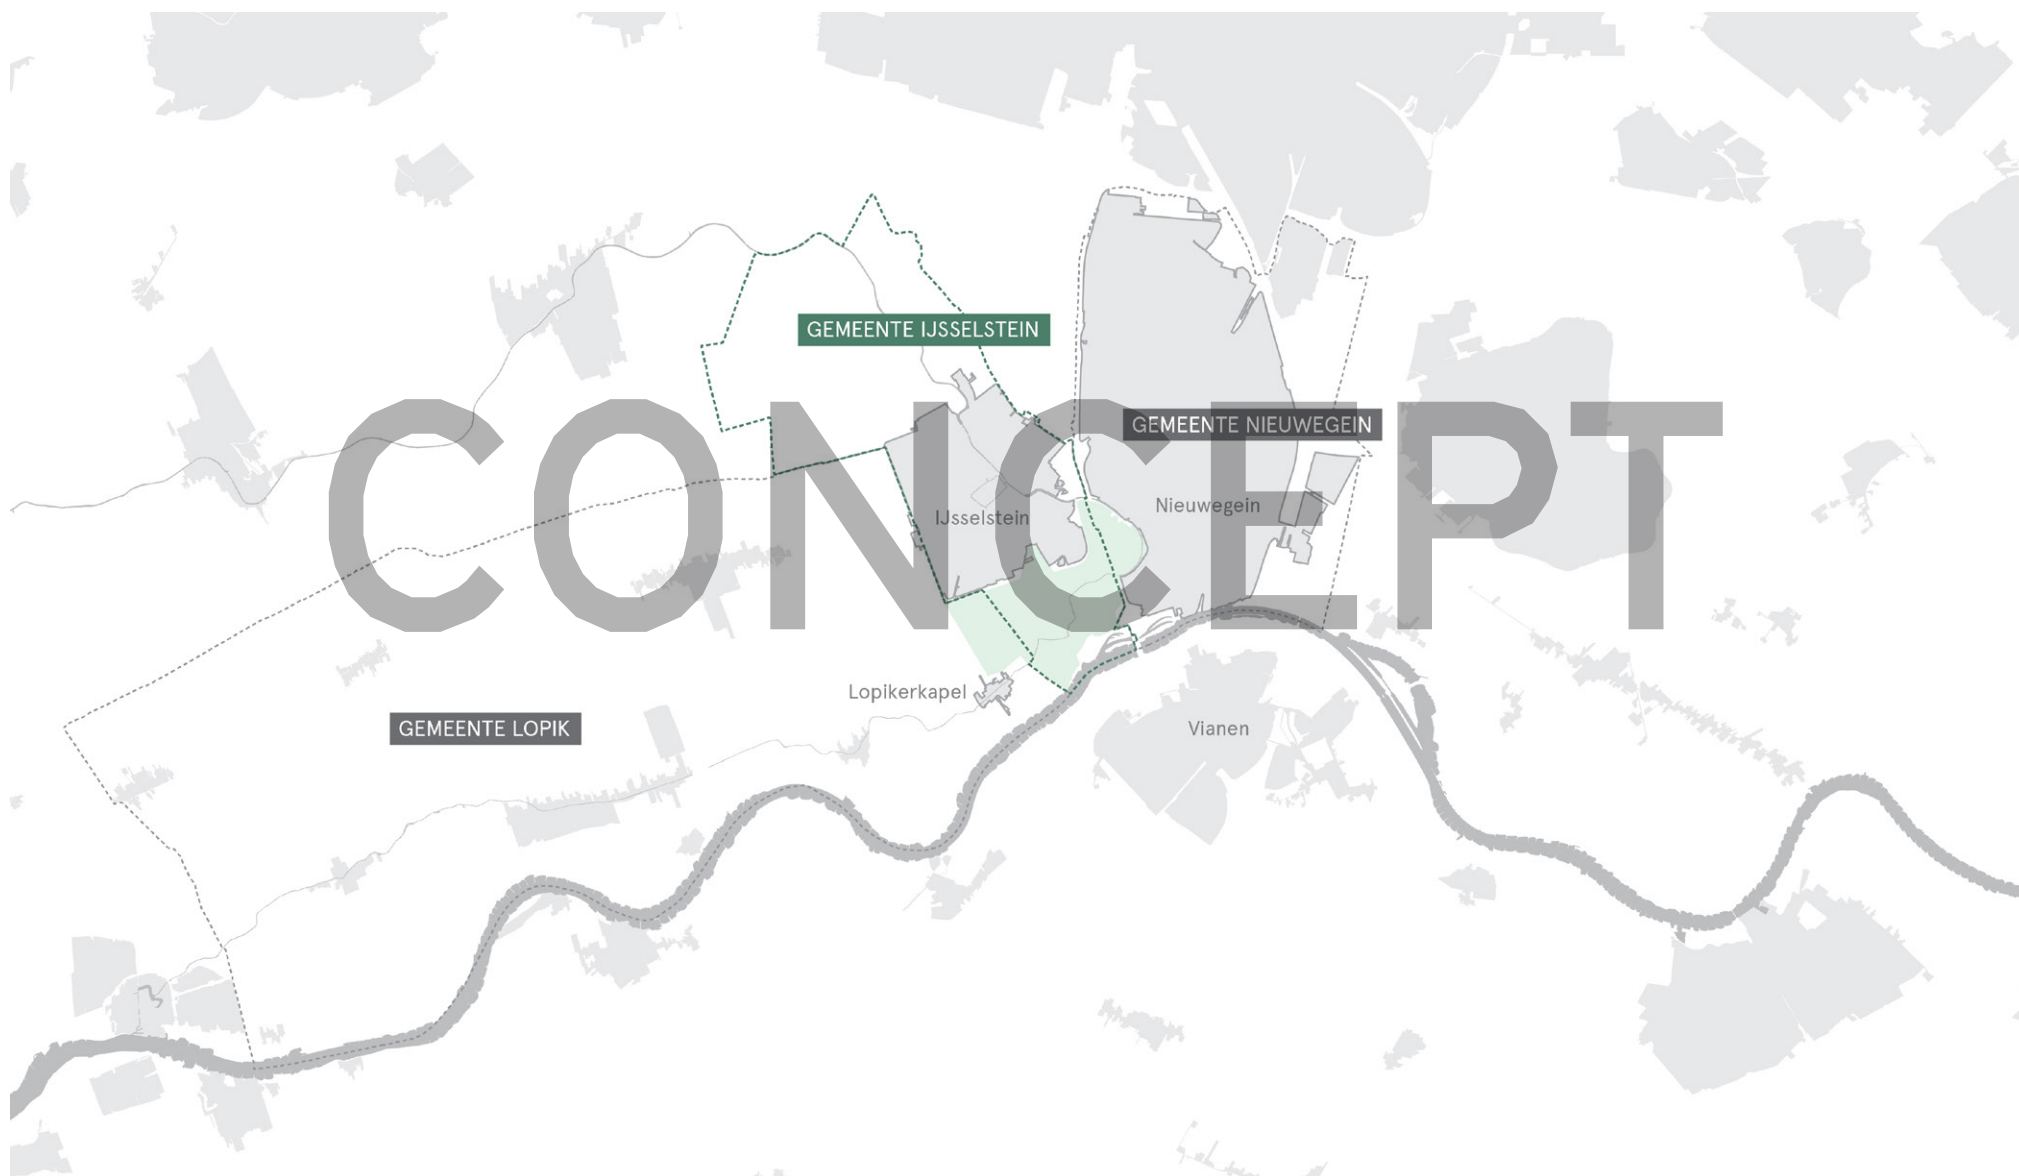 GEMEENTE IJSSELSTEIN
GEMEENTE NIEUWEGEIN
CONCEPT
Nieuwegein
IJsselstein
Lopikerkapel
GEMEENTE LOPIK
Vianen